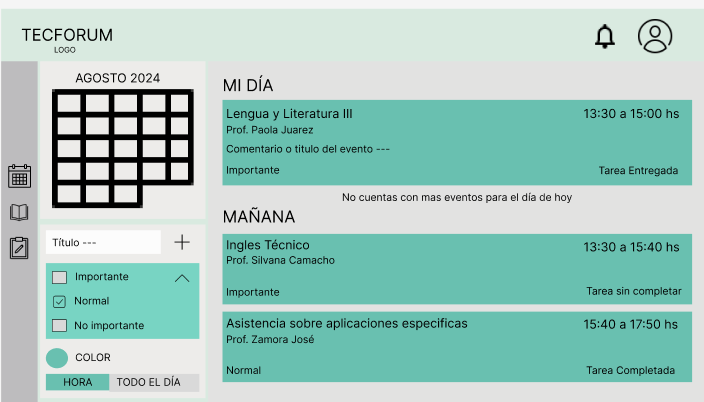 TECFORUM
LOGO
AGOSTO 2024
Título ---
Importante
Normal
No importante
COLOR
HORA
TODO EL DÍA
MI DÍA
Lengua y Literatura III
13:30 a 15:00 hs
Prof. Paola Juarez
Comentario o titulo del evento ---
Importante
Tarea Entregada
No cuentas con mas eventos para el día de hoy
MAÑANA
Ingles Técnico
13:30 a 15:40 hs
Prof. Silvana Camacho
Importante
Tarea sin completar
Asistencia sobre aplicaciones especificas
15:40 a 17:50 hs
Prof. Zamora José
Normal
Tarea Completada